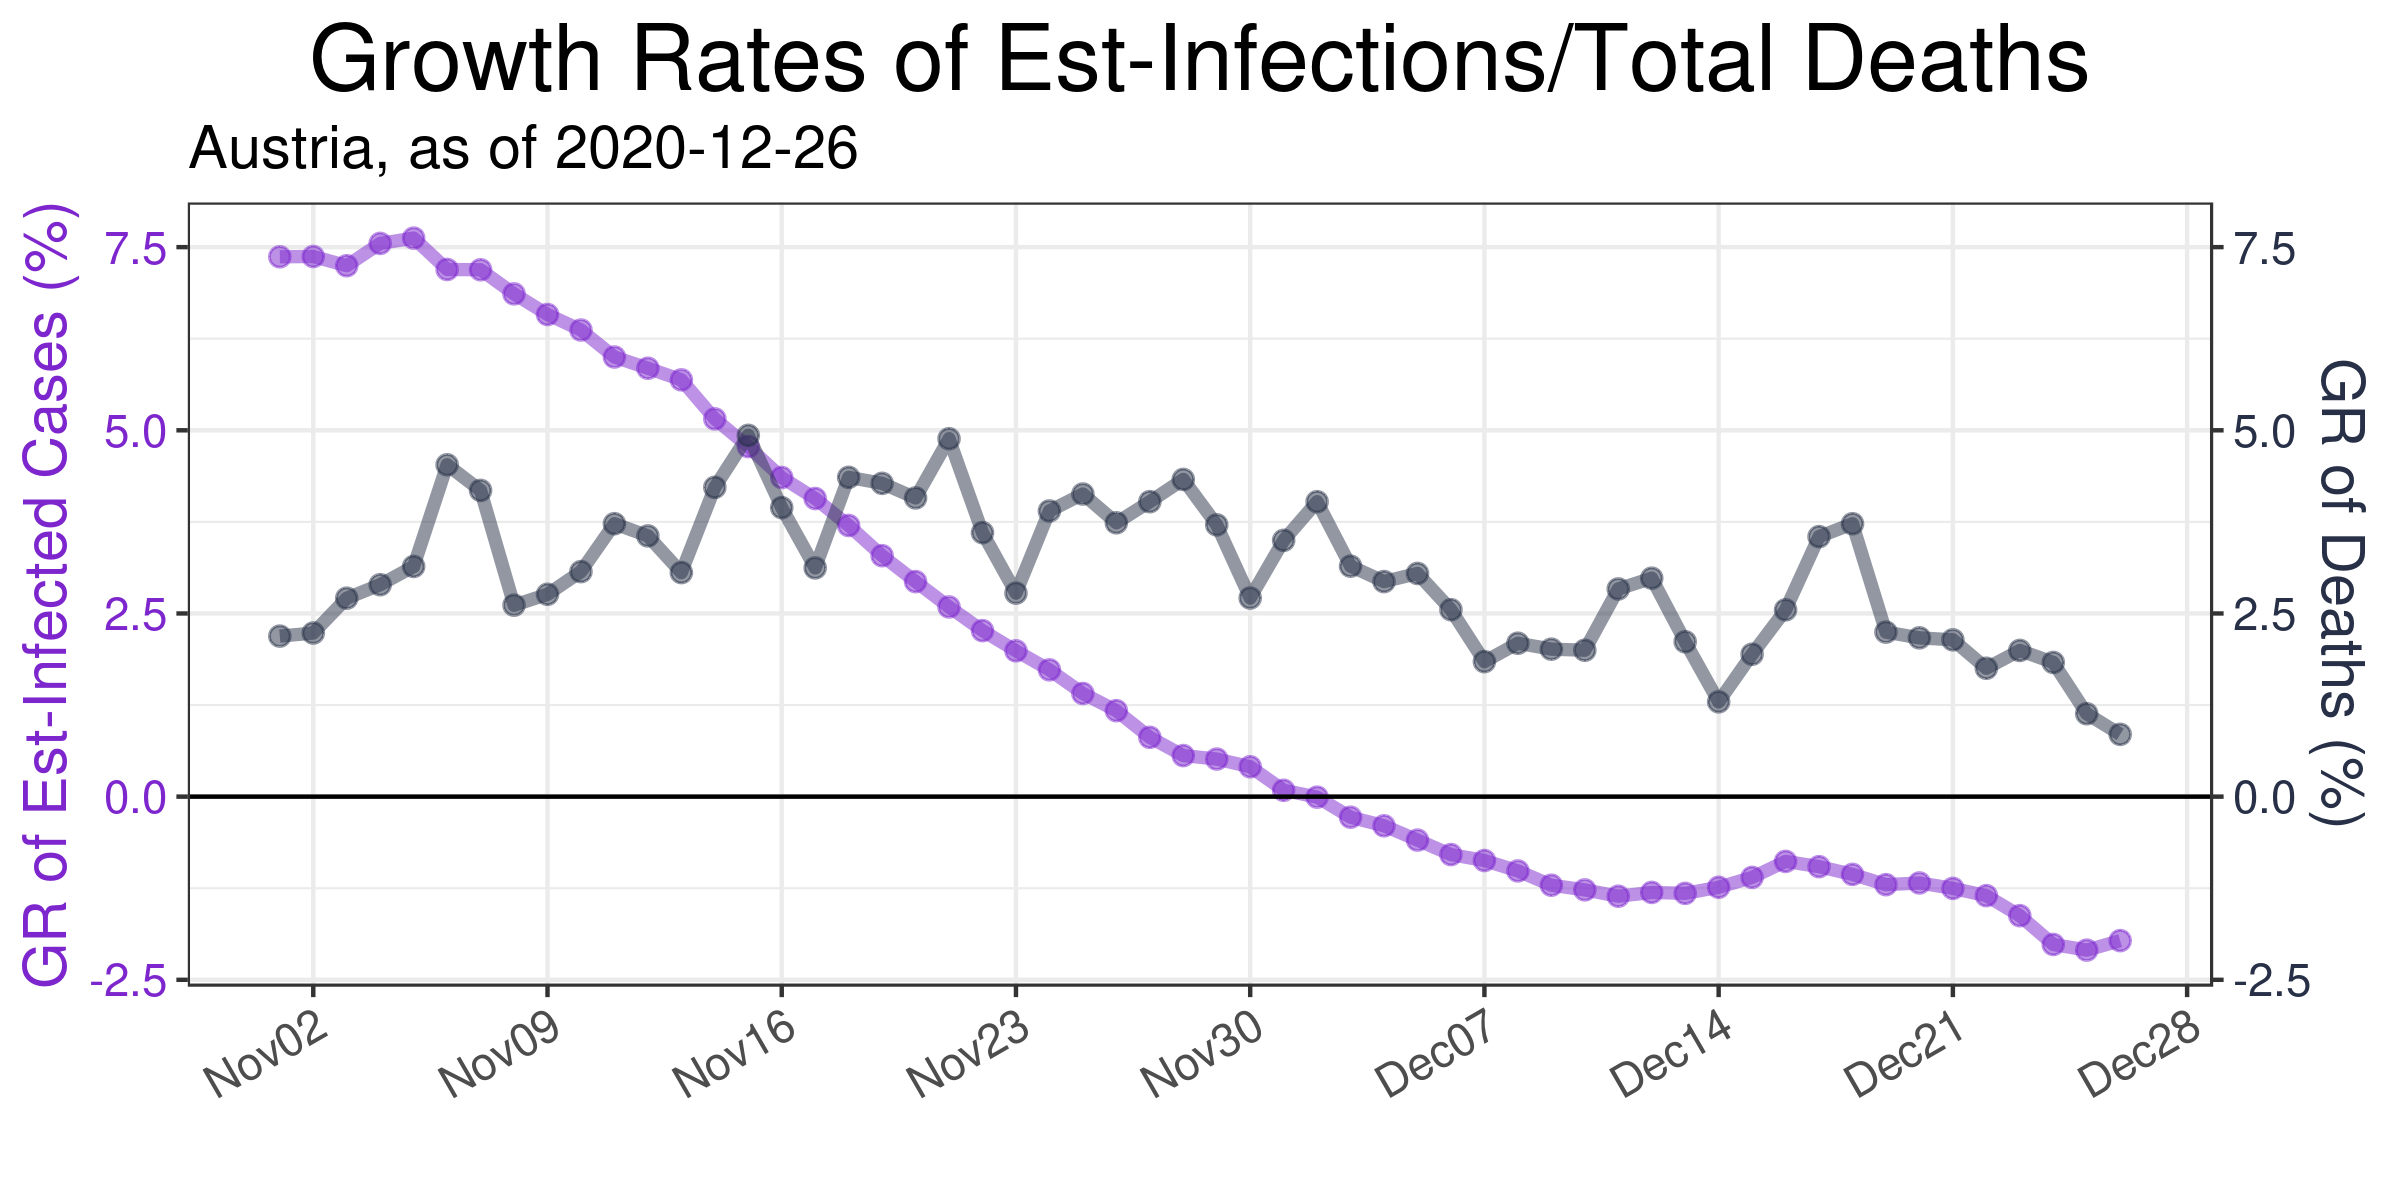 Growth Rates of Est-Infections/Total Deaths
Austria, as of 2020-12-26
GR of Est-Infected Cases (%)
7.5
5.0
2.5
0.0
-2.5
7.5
5.0
2.5
0.0
-2.5
GR of Deaths (%)
Nov02
Nov09
Nov16
Nov23
Nov30
Dec07
Dec14
Dec21
Dec28